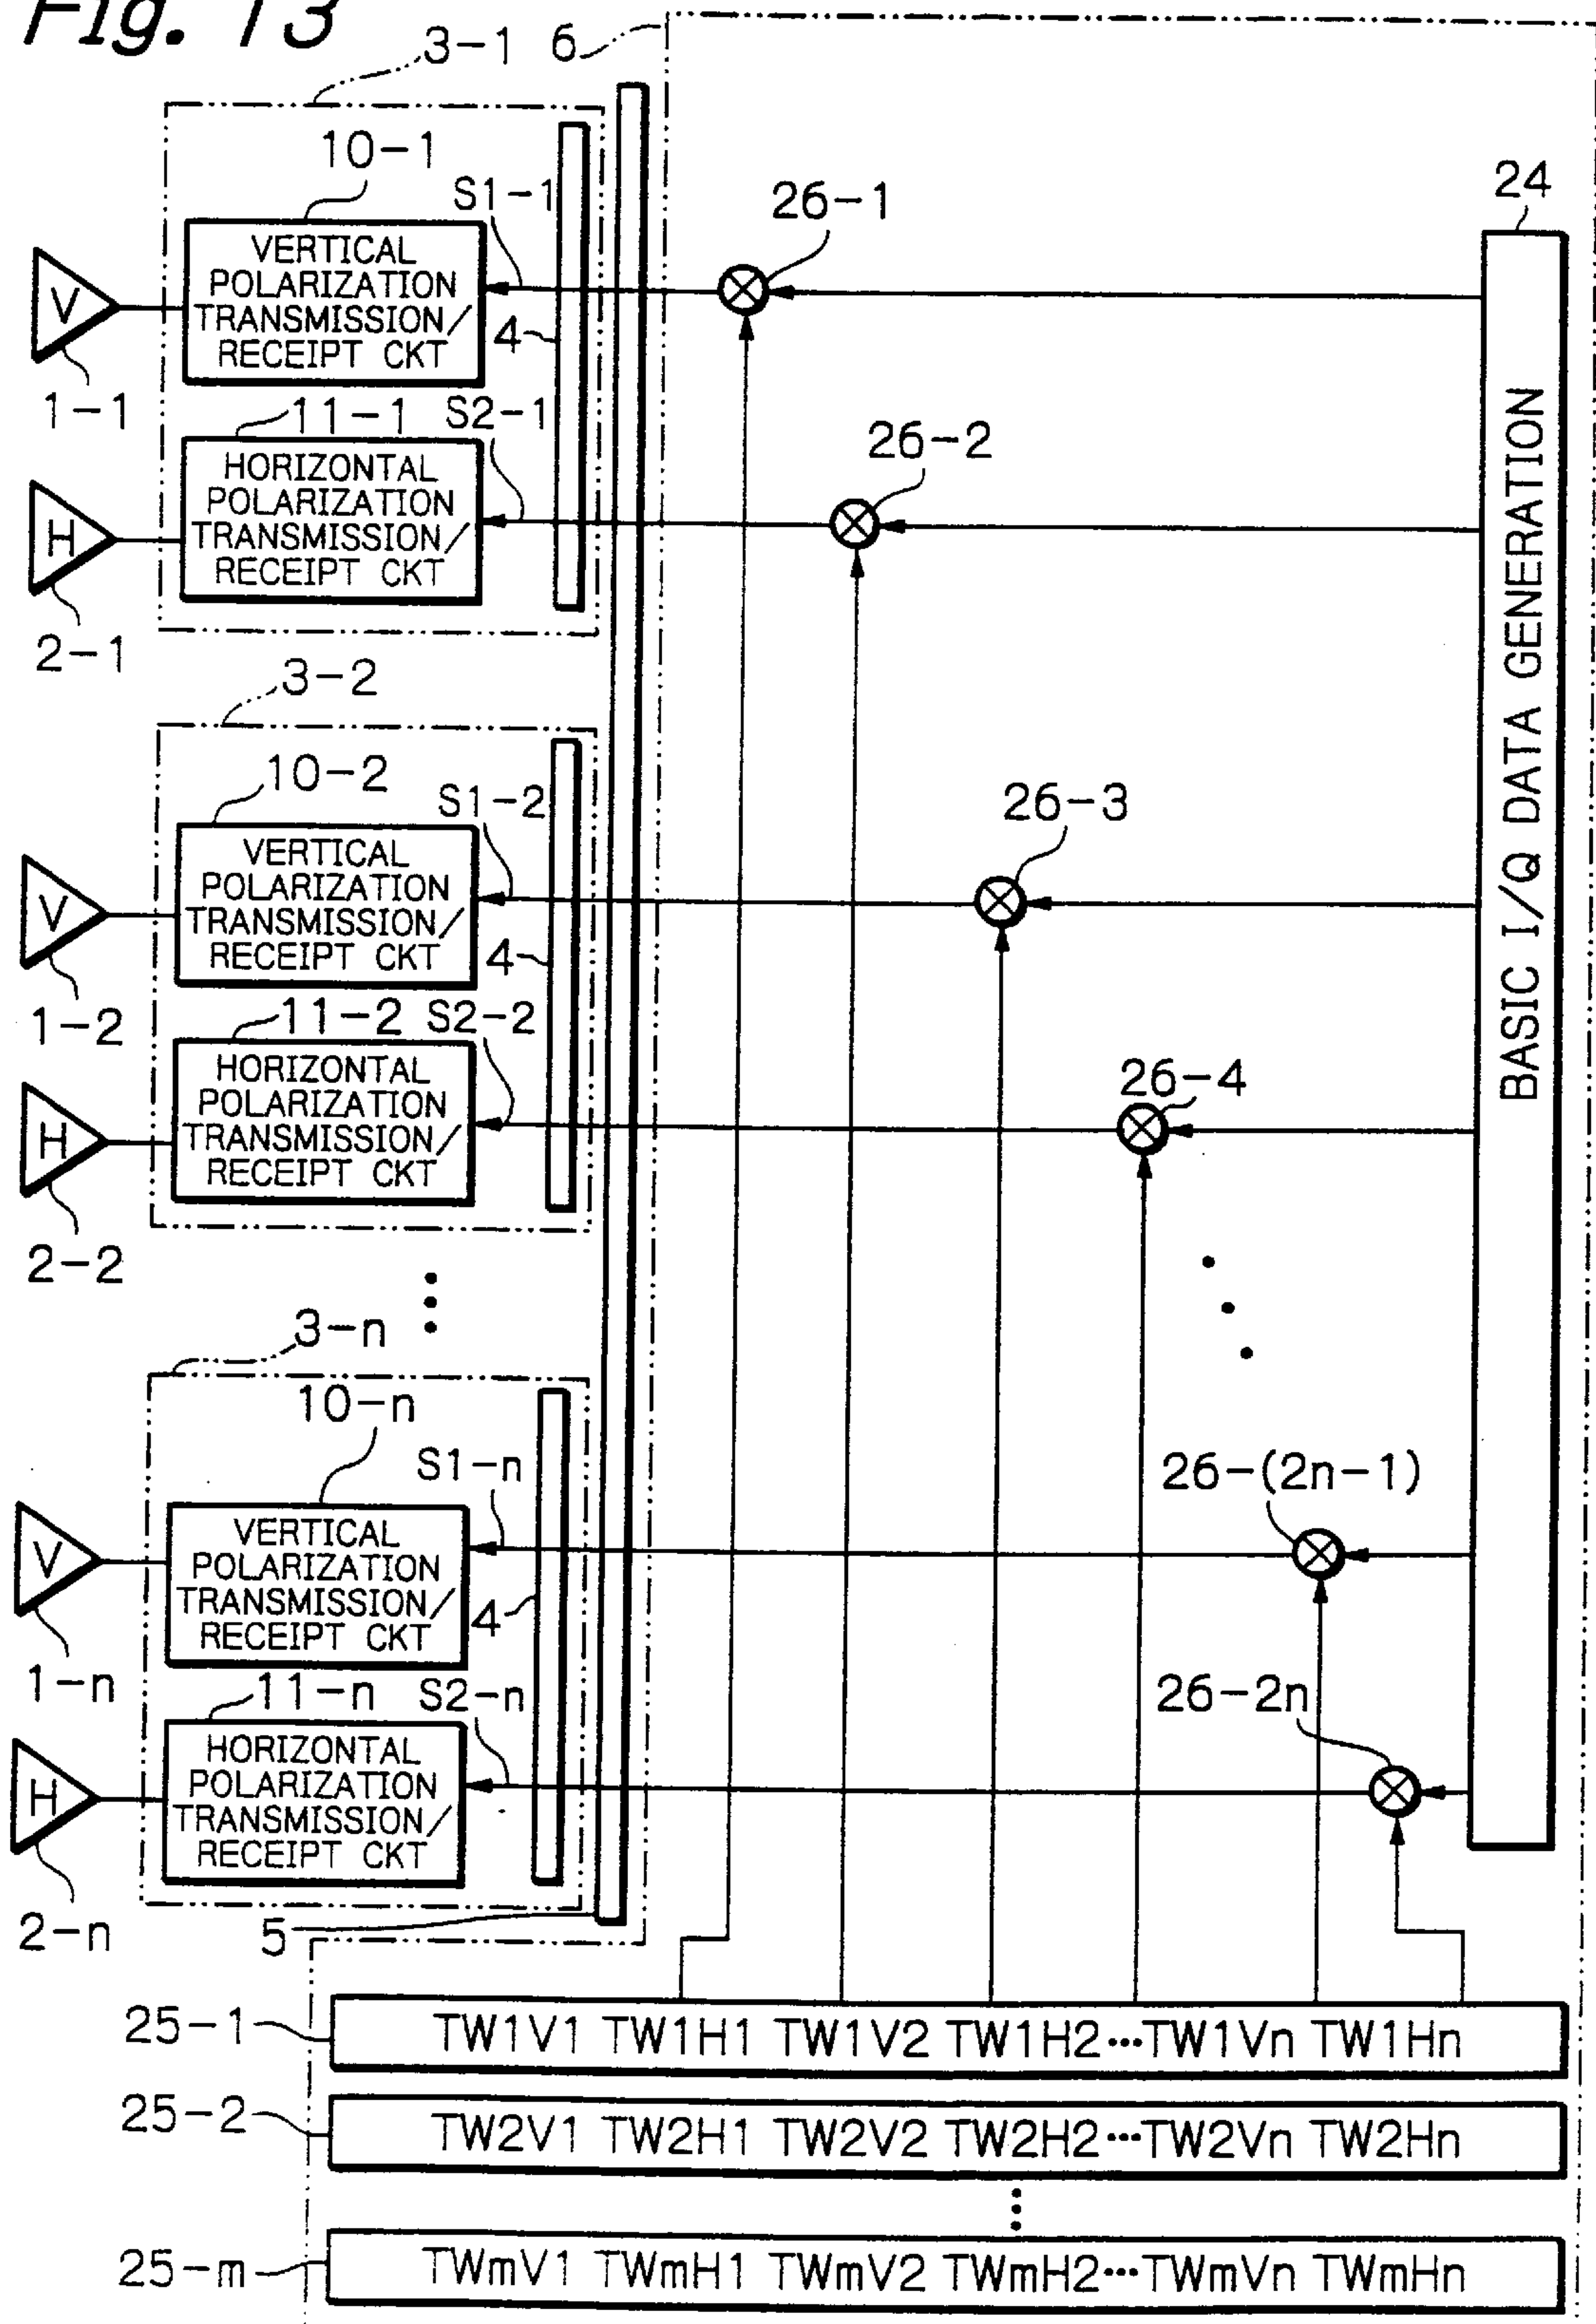 Fig. 13
3-1
6
10-1
S1-1
26-1
24
VERTICAL
POLARIZATION
TRANSMISSION/
RECEIPT CKT
V
4
1-1
11-1
S2-1
26-2
HORIZONTAL
POLARIZATION
TRANSMISSION/
RECEIPT CKT
H
2-1
BASIC I/Q DATA GENERATION
3-2
10-2
S1-2
26-3
VERTICAL
POLARIZATION
TRANSMISSION/
RECEIPT CKT
V
4
1-2
11-2
S2-2
26-4
HORIZONTAL
POLARIZATION
TRANSMISSION/
RECEIPT CKT
H
2-2
3-n
10-n
S1-n
26-(2n-1)
VERTICAL
POLARIZATION
TRANSMISSION/
RECEIPT CKT
V
4
1-n
11-n
S2-n
26-2n
HORIZONTAL
POLARIZATION
TRANSMISSION/
RECEIPT CKT
H
2-n
5
25-1
TW1V1 TW1H1 TW1V2 TW1H2···TW1Vn TW1Hn
25-2
TW2V1 TW2H1 TW2V2 TW2H2···TW2Vn TW2Hn
25-m
TWmV1 TWmH1 TWmV2 TWmH2···TWmVn TWmHn